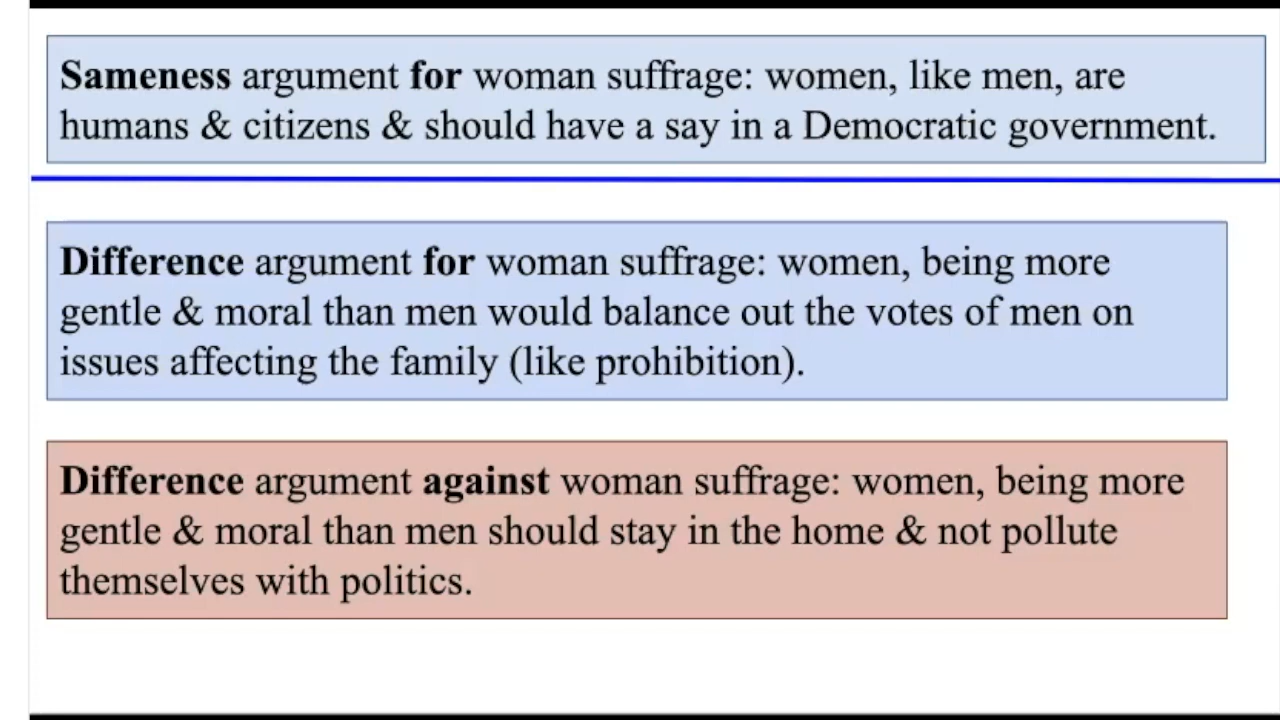 Sameness argument for woman suffrage: women, like men, are
humans & citizens & should have a say in a Democratic government.
Difference argument for woman suffrage: women, being more
gentle & moral than men would balance out the votes of men on
issues affecting the family (like prohibition).
Difference argument against woman suffrage: women, being more
gentle & moral than men should stay in the home & not pollute
themselves with politics.